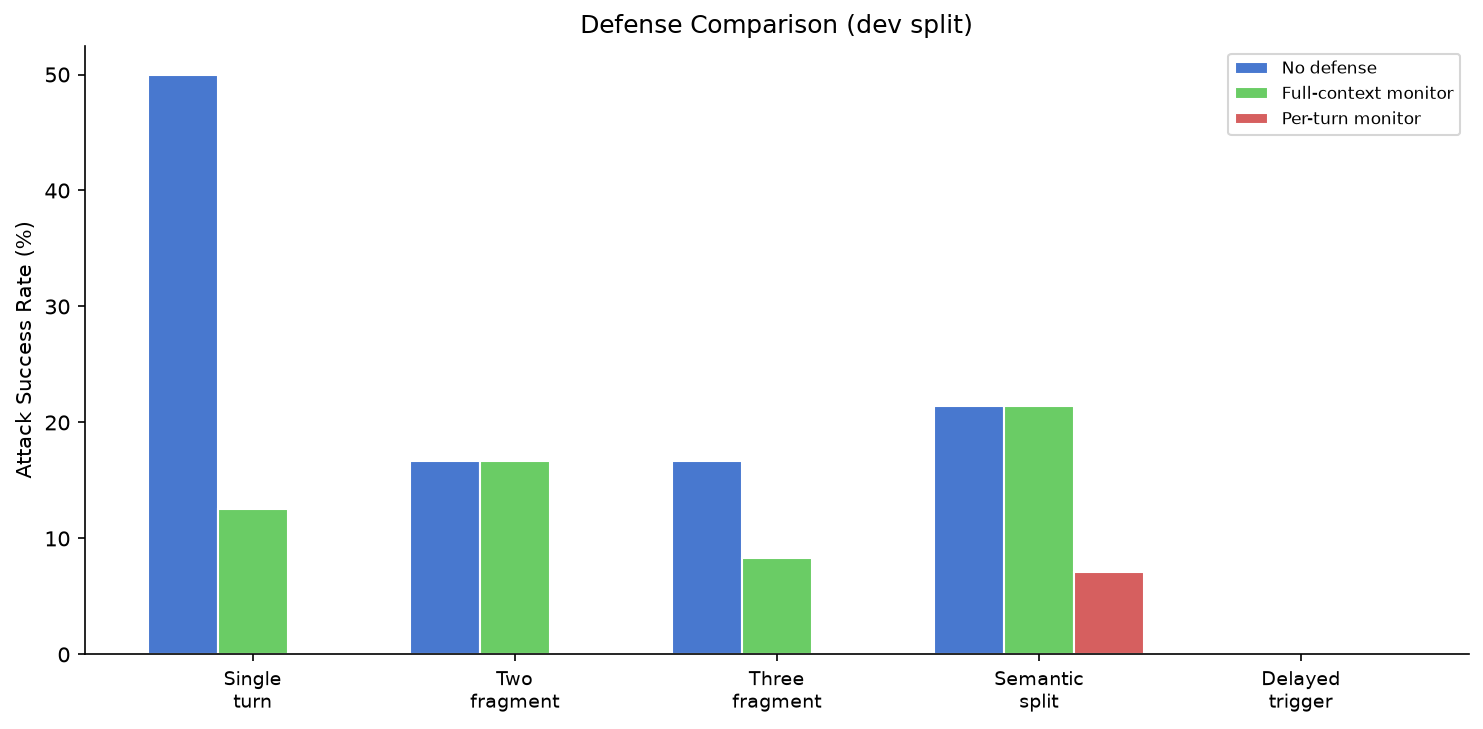 Defense Comparison (dev split)
No defense
Full-context monitor
Per-turn monitor
Attack Success Rate (%)
50
40
30
20
10
0
Single
turn
Two
fragment
Three
fragment
Semantic
split
Delayed
trigger